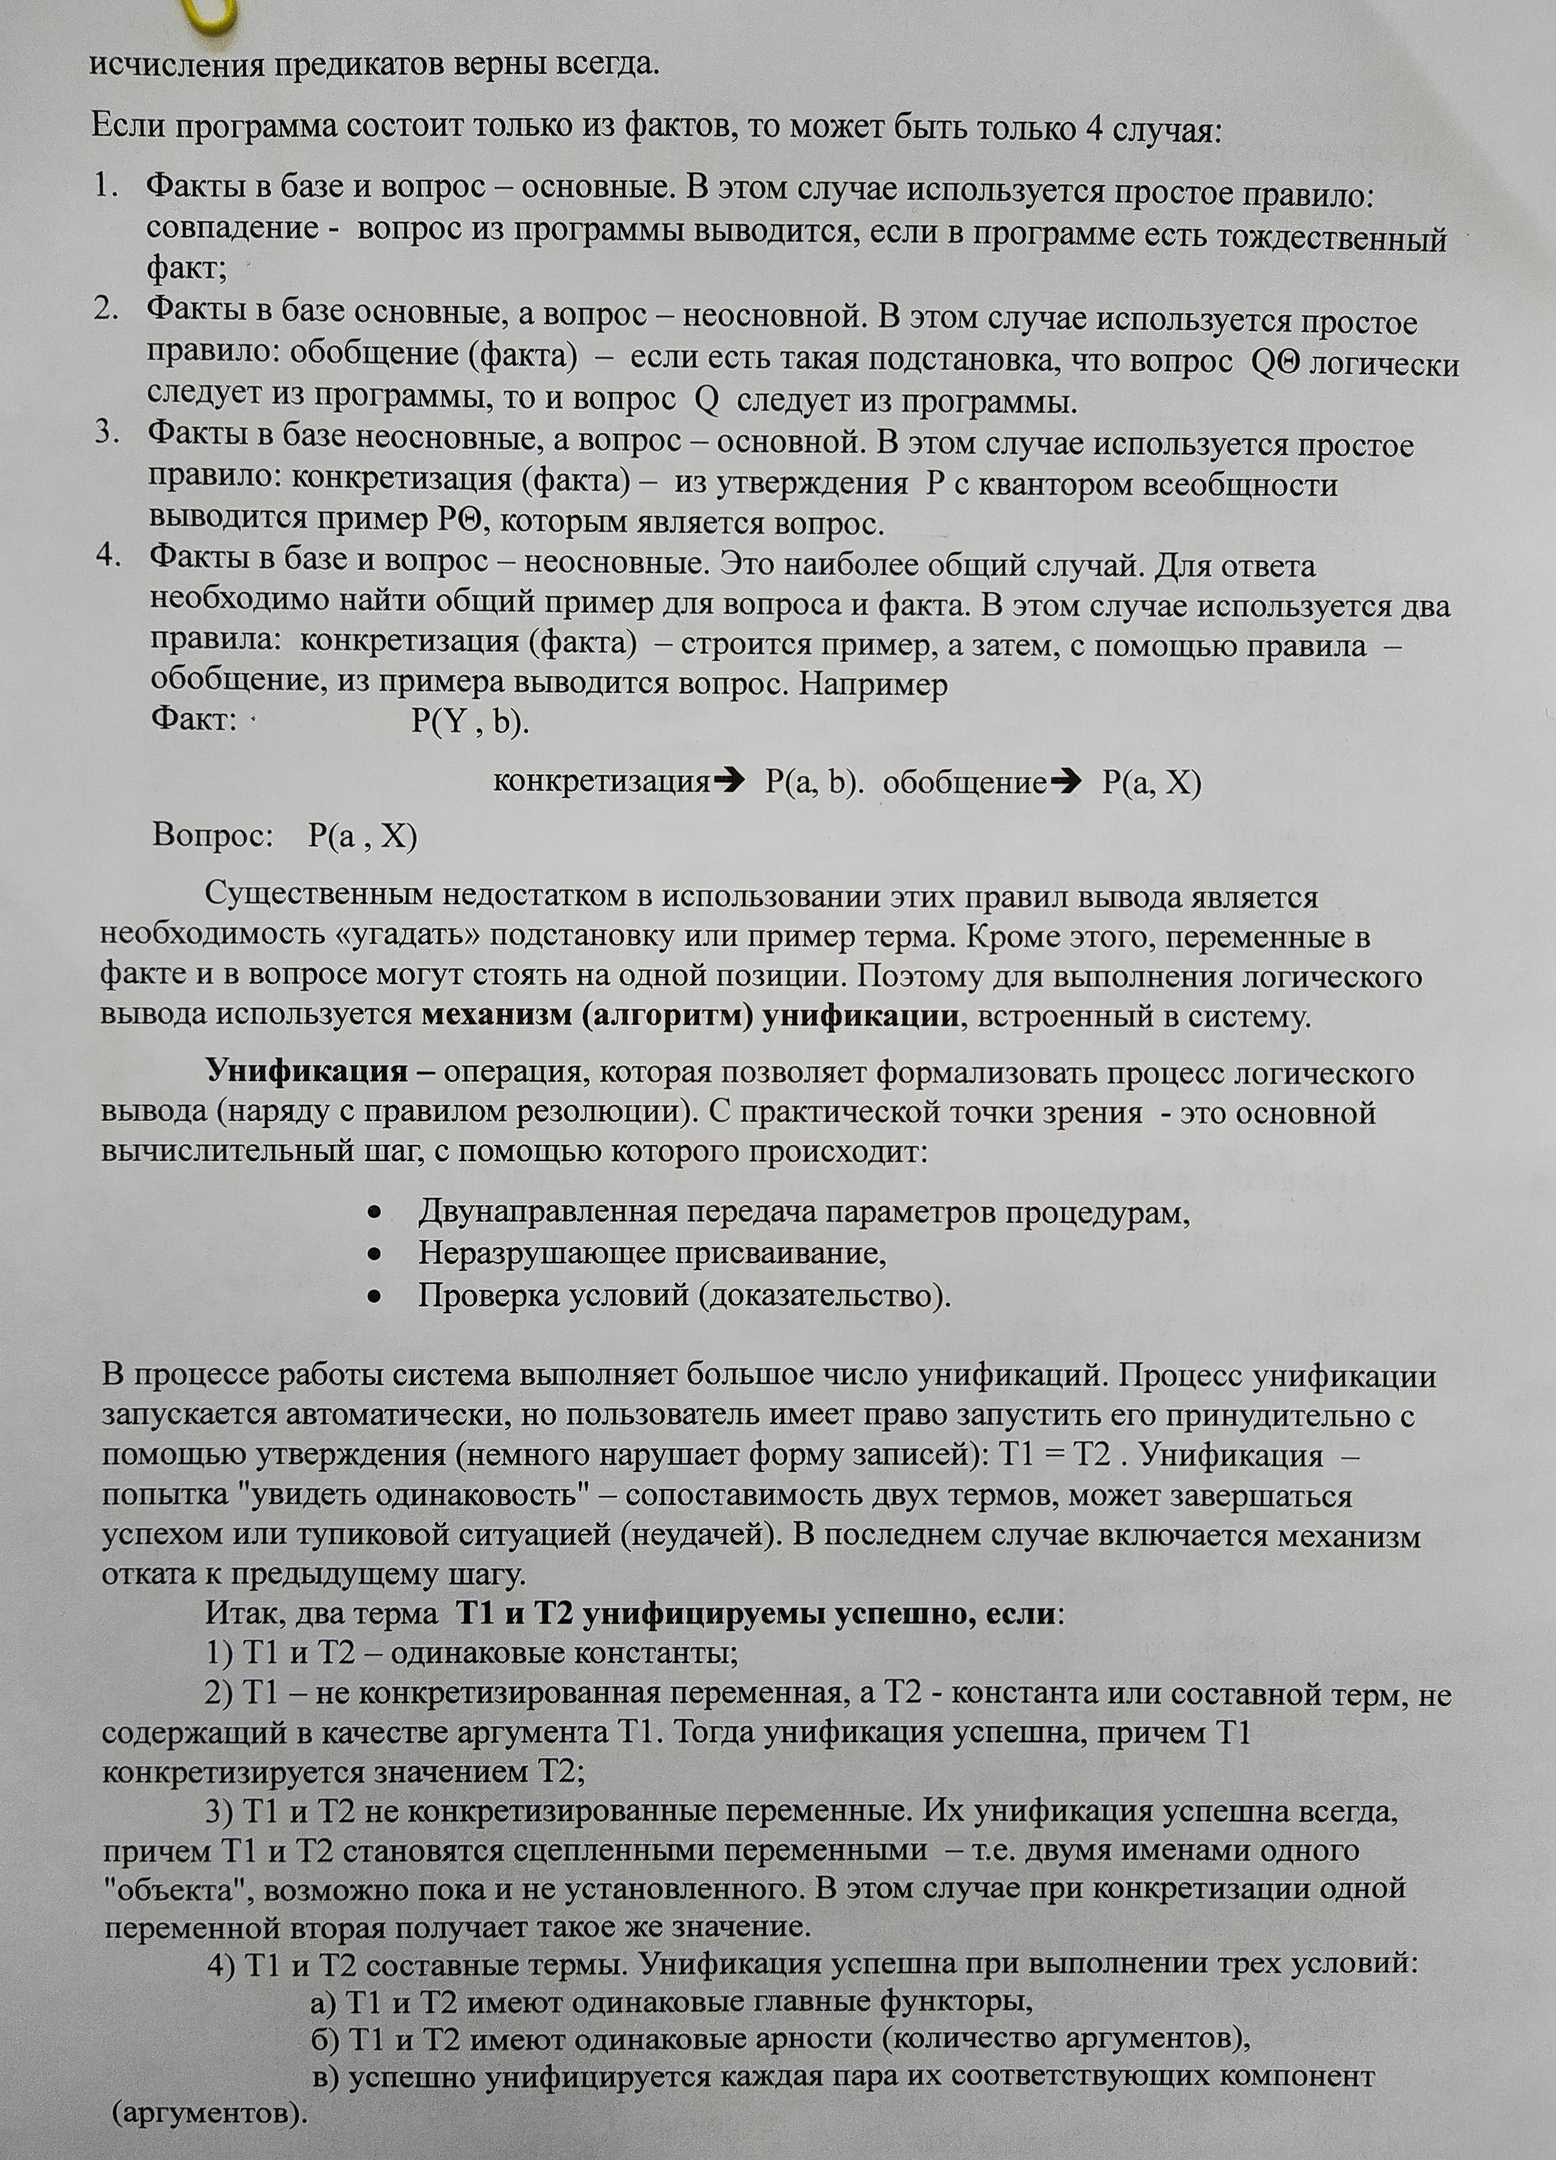 исчисления предикатов верны всегда.
Если программа состоит только из фактов, то может быть только 4 случая:
1. Факты в базе и вопрос – основные. В этом случае используется простое правило:
совпадение - вопрос из программы выводится, если в программе есть тождественный
факт;
2. Факты в базе основные, а вопрос – неосновной. В этом случае используется простое
правило: обобщение (факта) – если есть такая подстановка, что вопрос QΘ логически
следует из программы, то и вопрос Q следует из программы.
3. Факты в базе неосновные, а вопрос – основной. В этом случае используется простое
правило: конкретизация (факта) – из утверждения P с квантором всеобщности
выводится пример PΘ, которым является вопрос.
4. Факты в базе и вопрос – неосновные. Это наиболее общий случай. Для ответа
необходимо найти общий пример для вопроса и факта. В этом случае используется два
правила: конкретизация (факта) – строится пример, а затем, с помощью правила –
обобщение, из примера выводится вопрос. Например
Факт: P(Y , b).
конкретизация➔ P(a, b). обобщение➔ P(a, X)
Вопрос: P(a , X)
Существенным недостатком в использовании этих правил вывода является
необходимость «угадать» подстановку или пример терма. Кроме этого, переменные в
факте и в вопросе могут стоять на одной позиции. Поэтому для выполнения логического
вывода используется механизм (алгоритм) унификации, встроенный в систему.
Унификация – операция, которая позволяет формализовать процесс логического
вывода (наряду с правилом резолюции). С практической точки зрения - это основной
вычислительный шаг, с помощью которого происходит:
• Двунаправленная передача параметров процедурам,
• Неразрушающее присваивание,
• Проверка условий (доказательство).
В процессе работы система выполняет большое число унификаций. Процесс унификации
запускается автоматически, но пользователь имеет право запустить его принудительно с
помощью утверждения (немного нарушает форму записей): T1 = T2 . Унификация –
попытка "увидеть одинаковость" – сопоставимость двух термов, может завершаться
успехом или тупиковой ситуацией (неудачей). В последнем случае включается механизм
отката к предыдущему шагу.
Итак, два терма T1 и T2 унифицируемы успешно, если:
1) T1 и T2 – одинаковые константы;
2) T1 – не конкретизированная переменная, а T2 - константа или составной терм, не
содержащий в качестве аргумента T1. Тогда унификация успешна, причем T1
конкретизируется значением T2;
3) T1 и T2 не конкретизированные переменные. Их унификация успешна всегда,
причем T1 и T2 становятся сцепленными переменными – т.е. двумя именами одного
"объекта", возможно пока и не установленного. В этом случае при конкретизации одной
переменной вторая получает такое же значение.
4) T1 и T2 составные термы. Унификация успешна при выполнении трех условий:
а) T1 и T2 имеют одинаковые главные функторы,
б) T1 и T2 имеют одинаковые арности (количество аргументов),
в) успешно унифицируется каждая пара их соответствующих компонент
(аргументов).